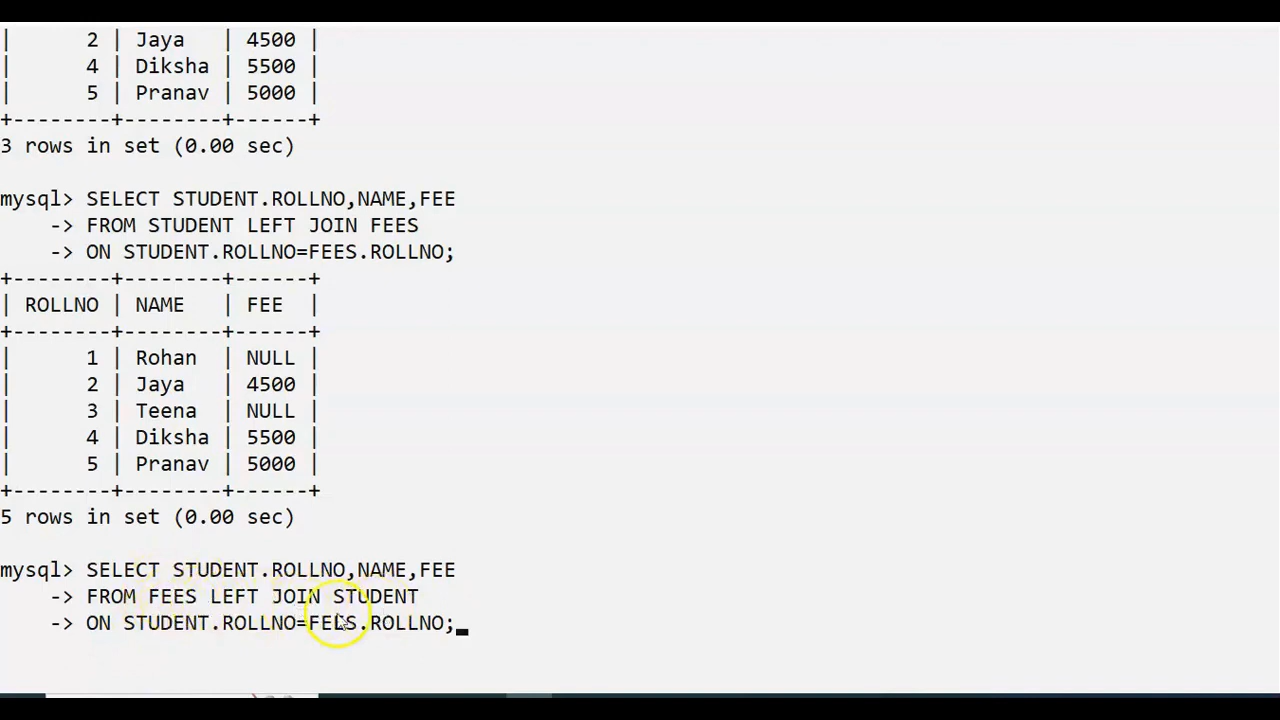 |      2 | Jaya   | 4500 |
|      4 | Diksha | 5500 |
|      5 | Pranav | 5000 |
+--------+--------+------+
3 rows in set (0.00 sec)
mysql> SELECT STUDENT.ROLLNO,NAME,FEE
    -> FROM STUDENT LEFT JOIN FEES
    -> ON STUDENT.ROLLNO=FEES.ROLLNO;
+--------+--------+------+
| ROLLNO | NAME   | FEE  |
+--------+--------+------+
|      1 | Rohan  | NULL |
|      2 | Jaya   | 4500 |
|      3 | Teena  | NULL |
|      4 | Diksha | 5500 |
|      5 | Pranav | 5000 |
+--------+--------+------+
5 rows in set (0.00 sec)
mysql> SELECT STUDENT.ROLLNO,NAME,FEE
    -> FROM FEES LEFT JOIN STUDENT
    -> ON STUDENT.ROLLNO=FEES.ROLLNO;